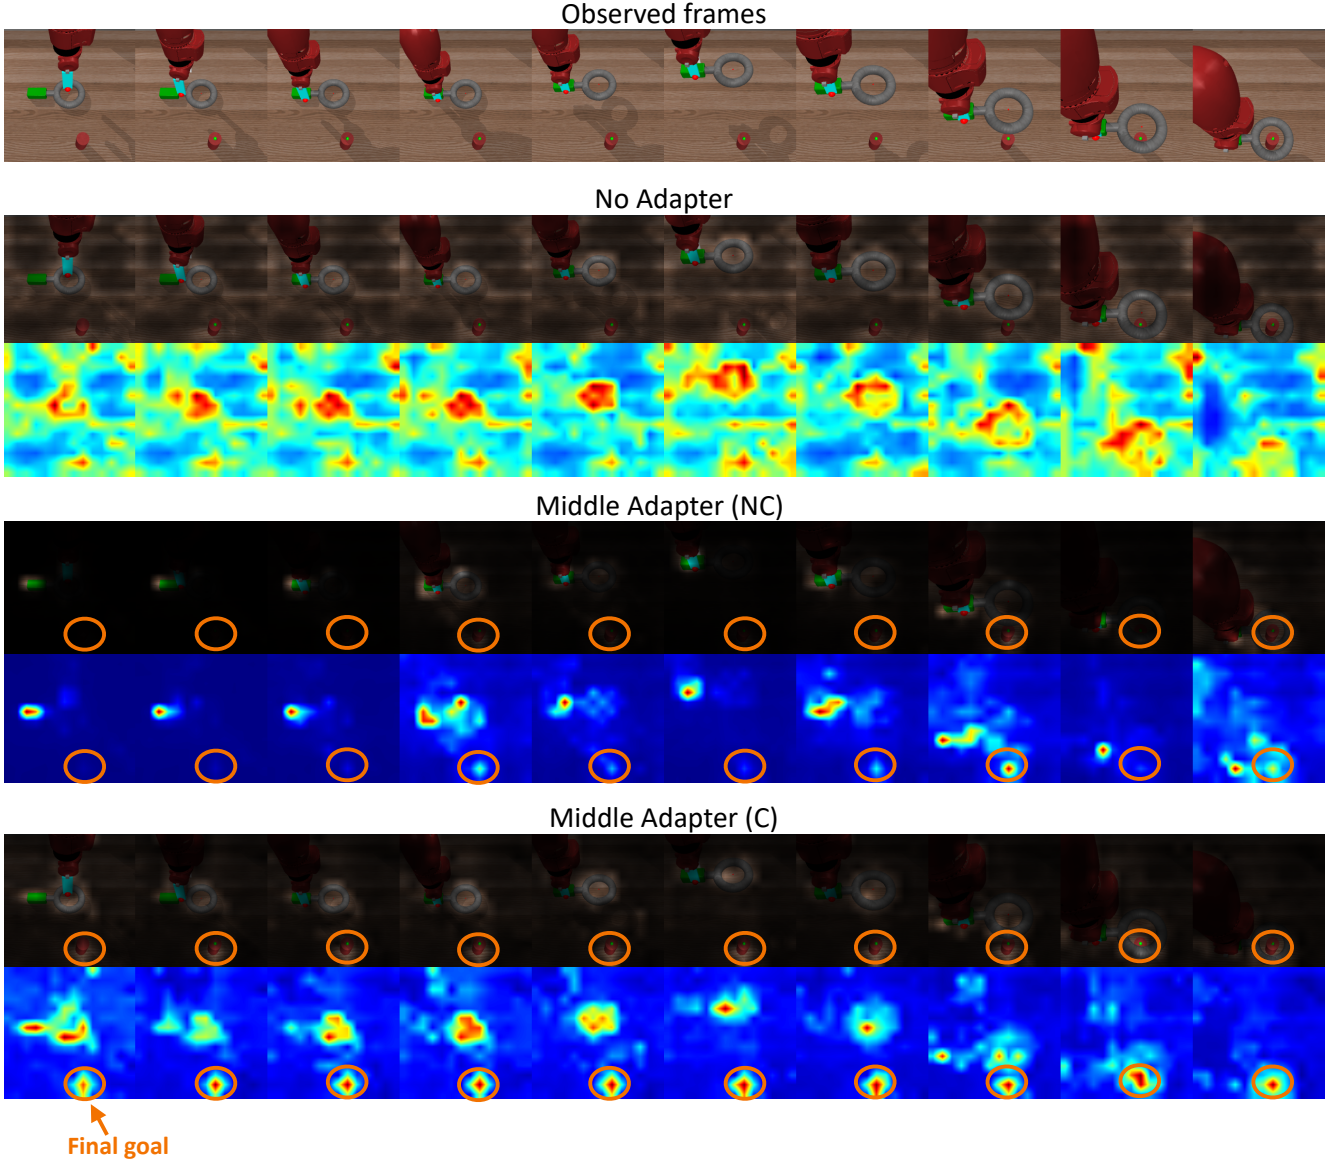 Observed frames
No Adapter
Middle Adapter (NC)
Middle Adapter (C)
Final goal